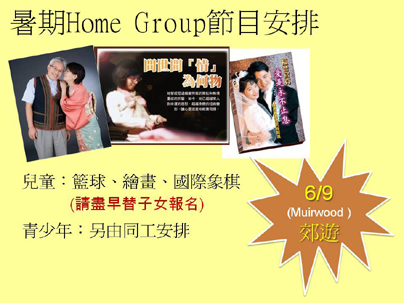 暑期Home Group節目安排
問世間『情』
為何物
兒童：籃球、繪畫、國際象棋
(請盡早替子女報名)
青少年：另由同工安排
6/9
(Muirwood )
郊遊